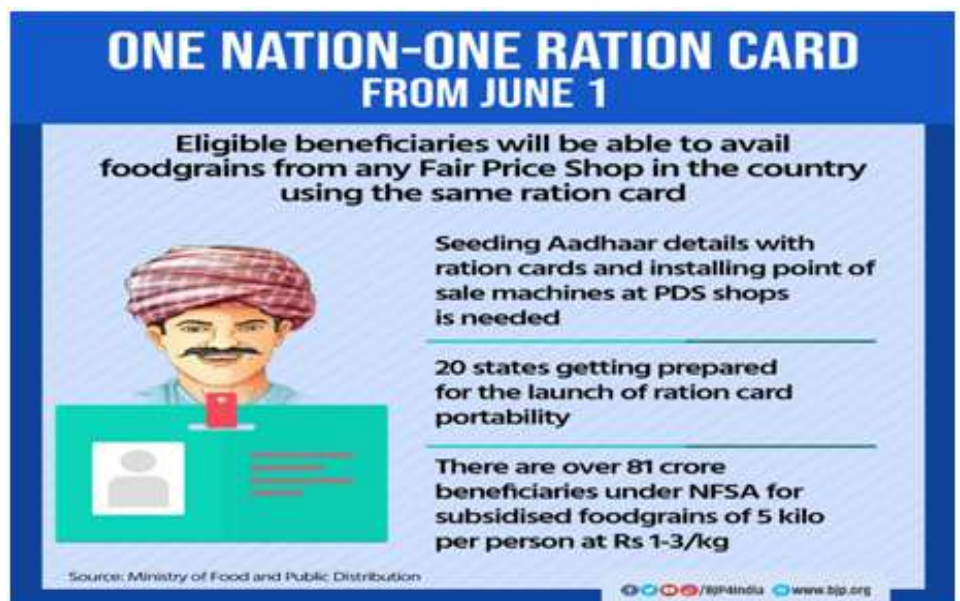 ONE NATION-ONE RATION CARD
FROM JUNE 1
Eligible beneficiaries will be able to avail
foodgrains from any Fair Price Shop in the country
using the same ration card
Seeding Aadhaar details with
ration cards and installing point of
sale machines at PDS shops
is needed
20 states getting prepared
for the launch of ration card
portability
There are over 81 crore
beneficiaries under NFSA for
subsidised foodgrains of 5 kilo
per person at Rs 1-3/kg
Source: Ministry of Food and Public Distribution
/BJP4India www.bjp.org